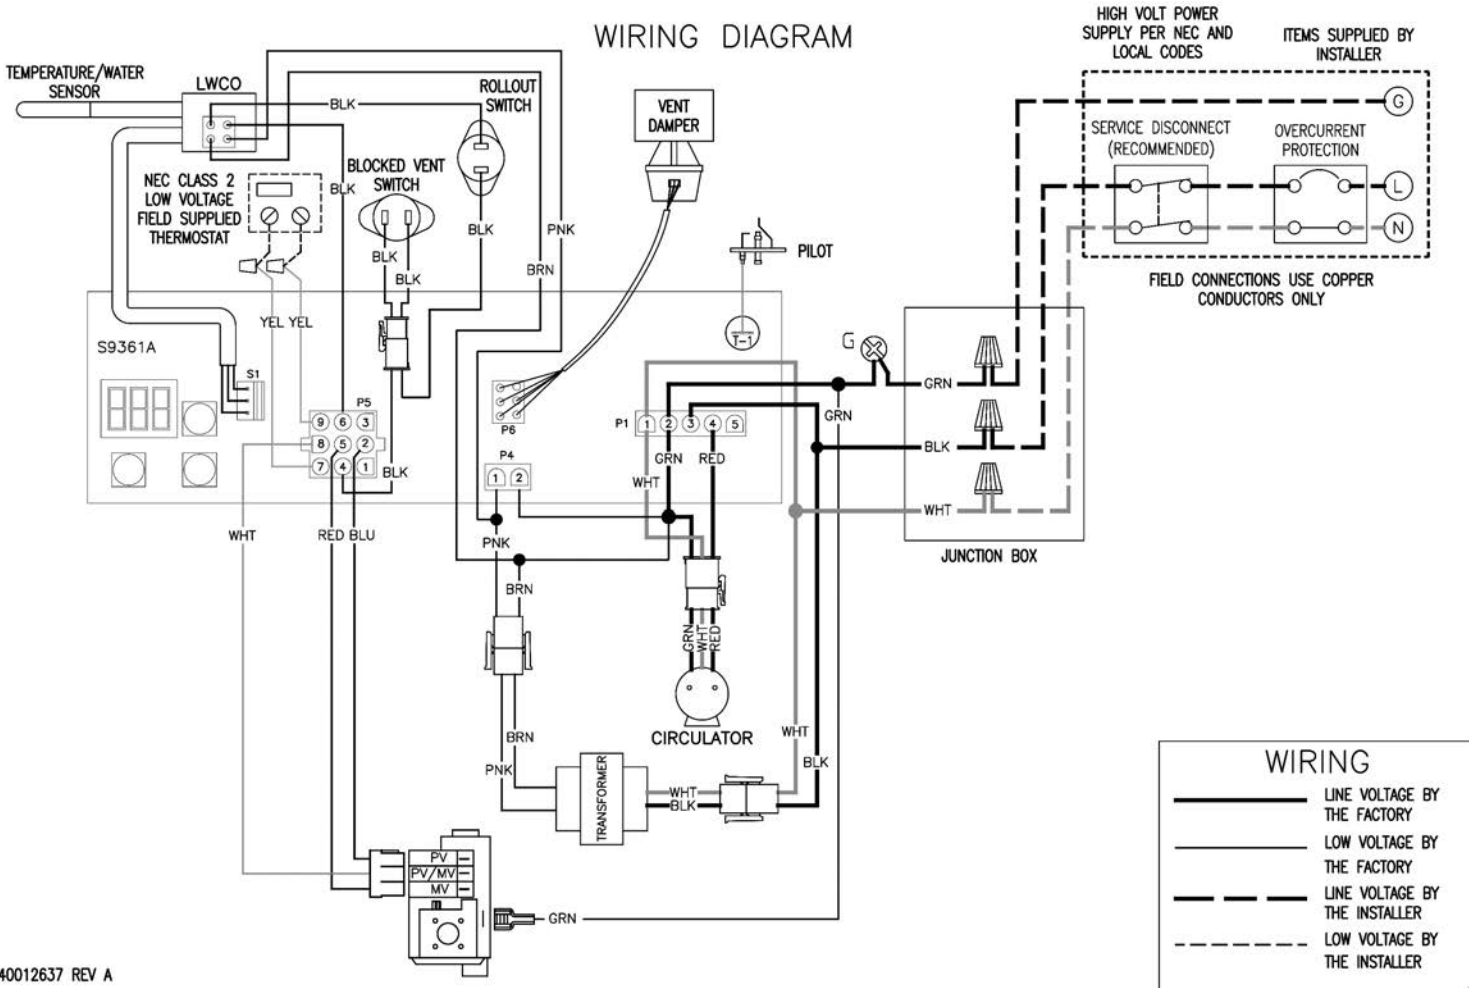 WIRING DIAGRAM
HIGH VOLT POWER
SUPPLY PER NEC AND
LOCAL CODES
ITEMS SUPPLIED BY
INSTALLER
TEMPERATURE/WATER
SENSOR
LWCO
BLK
ROLLOUT
SWITCH
VENT
DAMPER
G
SERVICE DISCONNECT
(RECOMMENDED)
OVERCURRENT
PROTECTION
L
N
NEC CLASS 2
LOW VOLTAGE
FIELD SUPPLIED
THERMOSTAT
BLK
BLOCKED VENT
SWITCH
BLK
PNK
BLK
BLK
BRN
PILOT
FIELD CONNECTIONS USE COPPER
CONDUCTORS ONLY
YEL YEL
T-1
S9361A
S1
G
GRN
GRN
P5
9 6 3
8 5 2
7 4 1
BLK
P6
P1
1 2 3 4 5
GRN
RED
WHT
BLK
P4
1 2
WHT
WHT
RED BLU
PNK
BRN
JUNCTION BOX
GRN
WHT
RED
CIRCULATOR
BRN
PNK
WHT
BLK
TRANSFORMER
WHT
BLK
PV
PV/MV
MV
GRN
WIRING
LINE VOLTAGE BY
THE FACTORY
LOW VOLTAGE BY
THE FACTORY
LINE VOLTAGE BY
THE INSTALLER
LOW VOLTAGE BY
THE INSTALLER
40012637 REV A